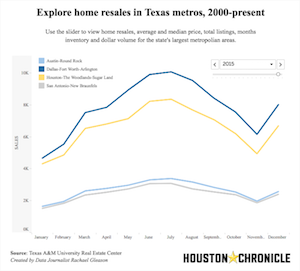 Explore home resales in Texas metros, 2000-present
Use the slider to view home resales, average and median price, total listings, months
inventory and dollar volume for the state's largest metropolitan areas.
Austin-Round Rock
Dallas-Fort Worth-Arlington
Houston-The Woodlands-Sugar Land
San Antonio-New Braunfels
2015
10K
8K
6K
4K
2K
0K
SALES
January February March April May June July August September October November December
Source: Texas A&M University Real Estate Center
Created by Data Journalist Rachael Gleason
HOUSTON CHRONICLE